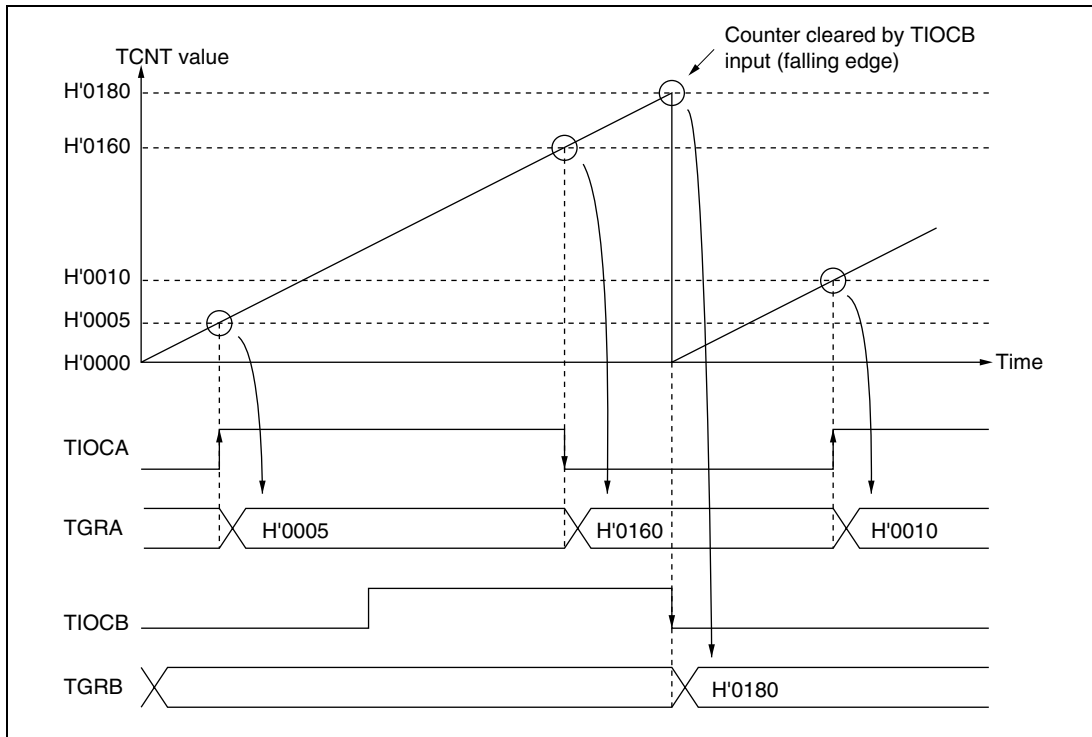 Counter cleared by TIOCB
input (falling edge)
TCNT value
H'0180
H'0160
H'0010
H'0005
H'0000
Time
TIOCA
TGRA
H'0005
H'0160
H'0010
TIOCB
TGRB
H'0180